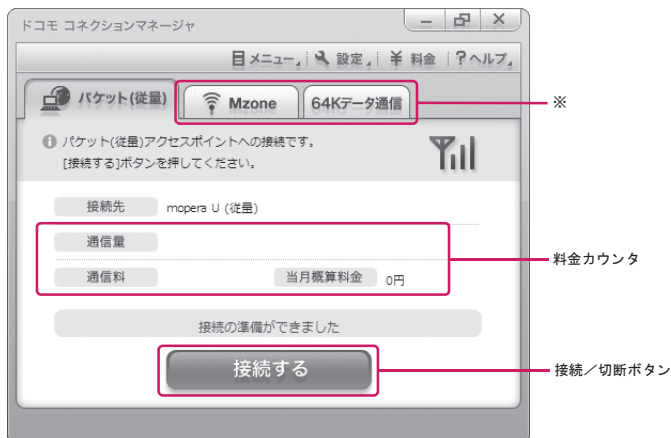 ドコモ コネクションマネージャ
メニュー 設定 ¥ 料金 ? ヘルプ
パケット(従量) Mzone 64Kデータ通信
※
パケット(従量)アクセスポイントへの接続です。
[接続する]ボタンを押してください。
接続先 mopera U (従量)
通信量
通信料 当月概算料金 0円
料金カウンタ
接続の準備ができました
接続する
接続／切断ボタン